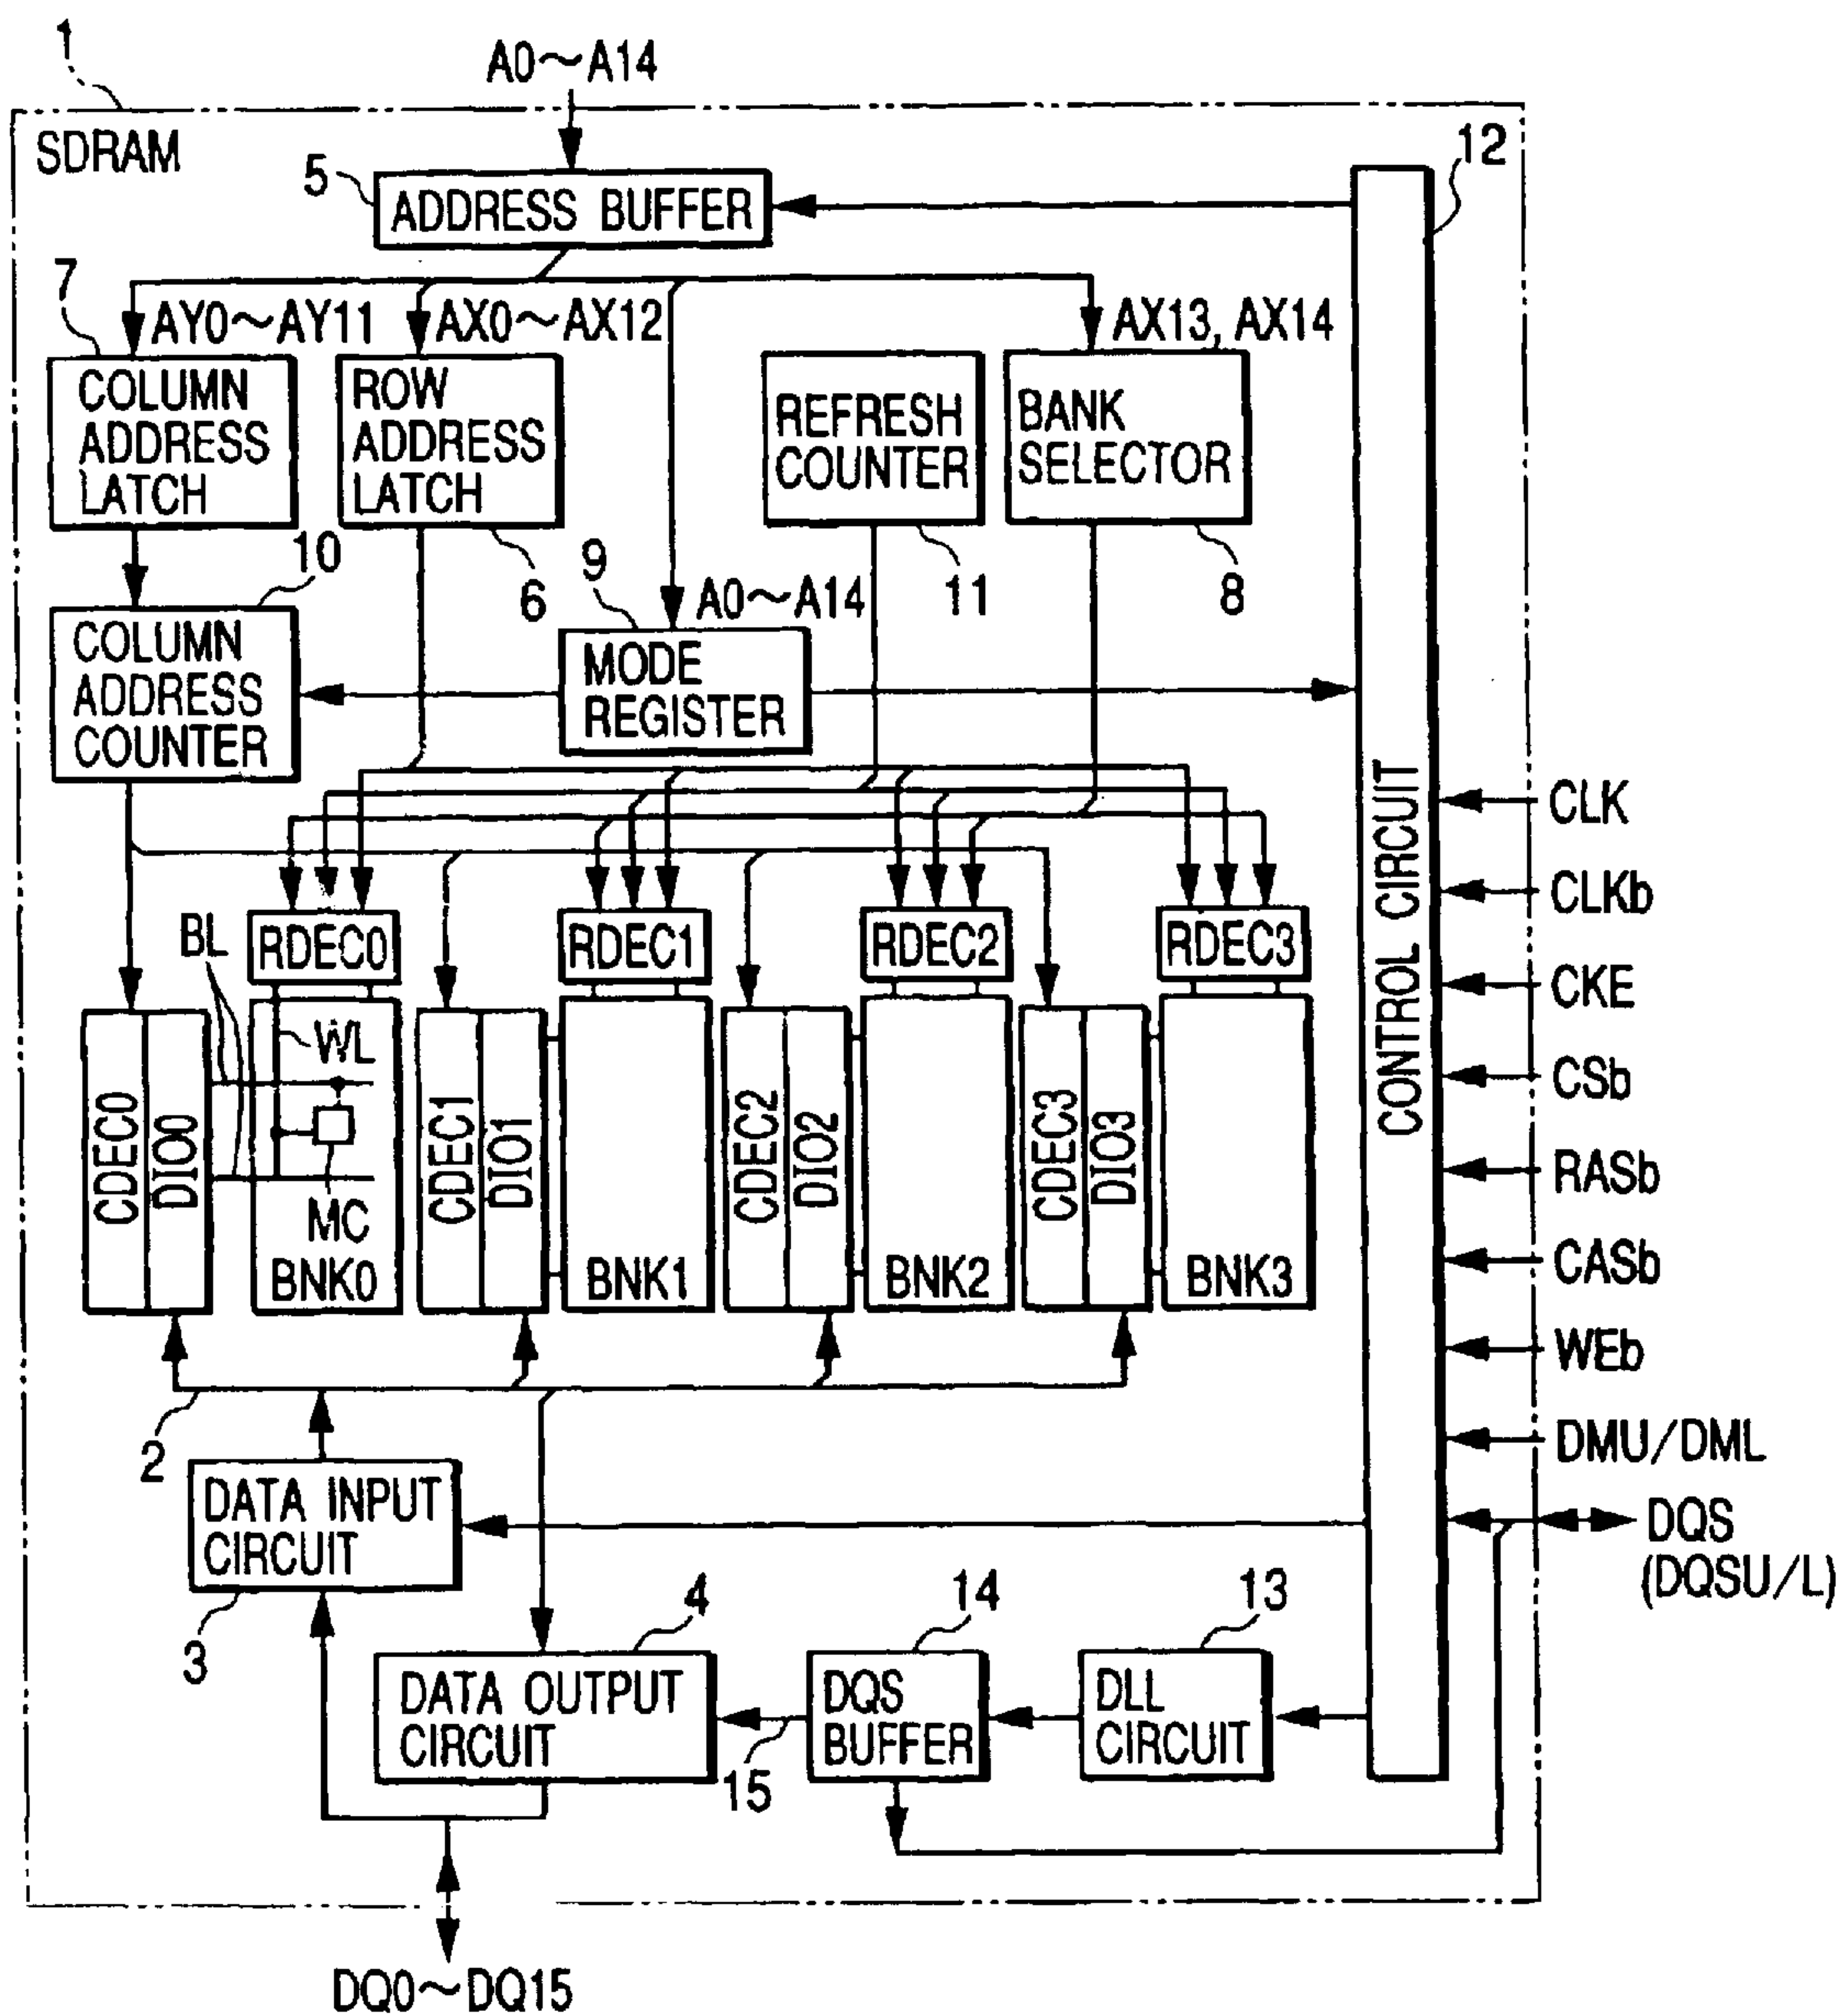 1
A0～A14
SDRAM
12
5
ADDRESS BUFFER
7
AY0～AY11
AX0～AX12
AX13, AX14
COLUMN
ADDRESS
LATCH
ROW
ADDRESS
LATCH
REFRESH
COUNTER
BANK
SELECTOR
10
6
9
A0～A14
11
8
COLUMN
ADDRESS
COUNTER
MODE
REGISTER
CONTROL CIRCUIT
CLK
CLKb
CKE
CSb
RASb
CASb
WEb
DMU/DML
DQS
(DQSU/L)
BL
RDEC0
RDEC1
RDEC2
RDEC3
WL
CDEC0
DIO0
MC
BNK0
CDEC1
DIO1
BNK1
CDEC2
DIO2
BNK2
CDEC3
DIO3
BNK3
2
DATA INPUT
CIRCUIT
3
4
14
13
DATA OUTPUT
CIRCUIT
15
DQS
BUFFER
DLL
CIRCUIT
DQ0～DQ15